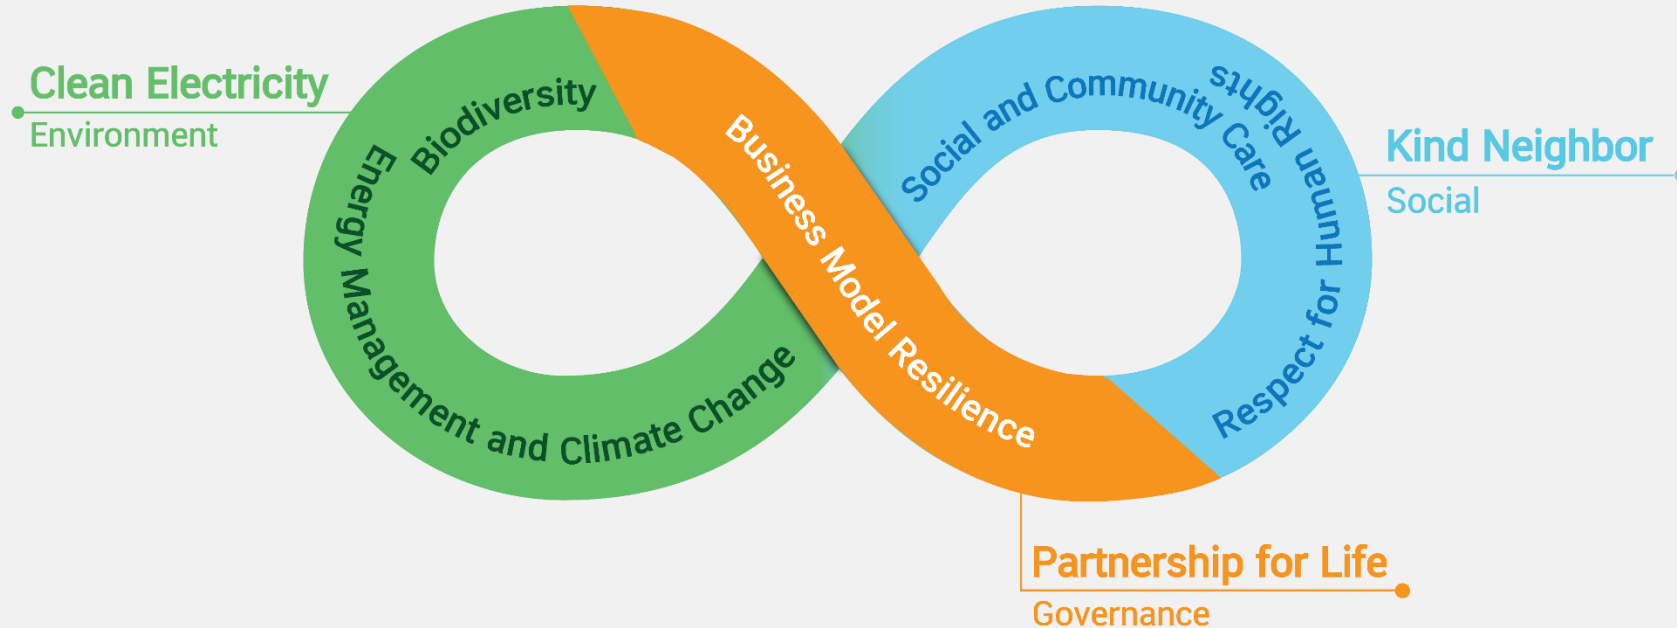 Clean Electricity
Environment
Biodiversity
Energy Management and Climate Change
Business Model Resilience
Social and Community Care
Respect for Human Rights
Kind Neighbor
Social
Partnership for Life
Governance